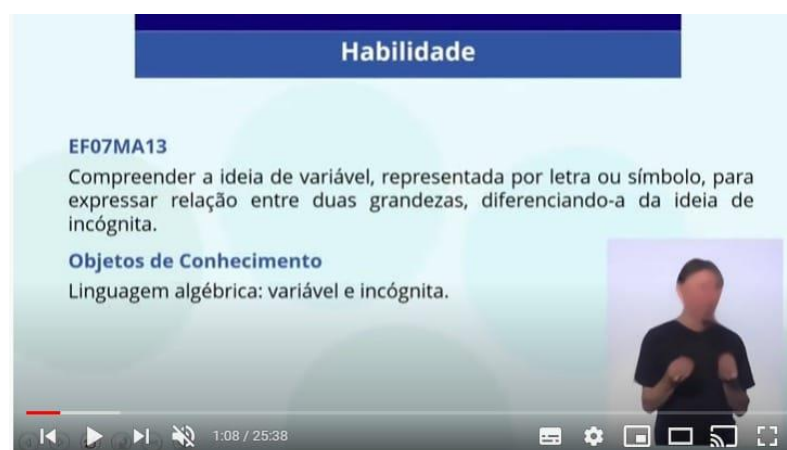 Habilidade
EF07MA13
Compreender a ideia de variável, representada por letra ou símbolo, para
expressar relação entre duas grandezas, diferenciando-a da ideia de
incógnita.
Objetos de Conhecimento
Linguagem algébrica: variável e incógnita.
1:08 / 25:38